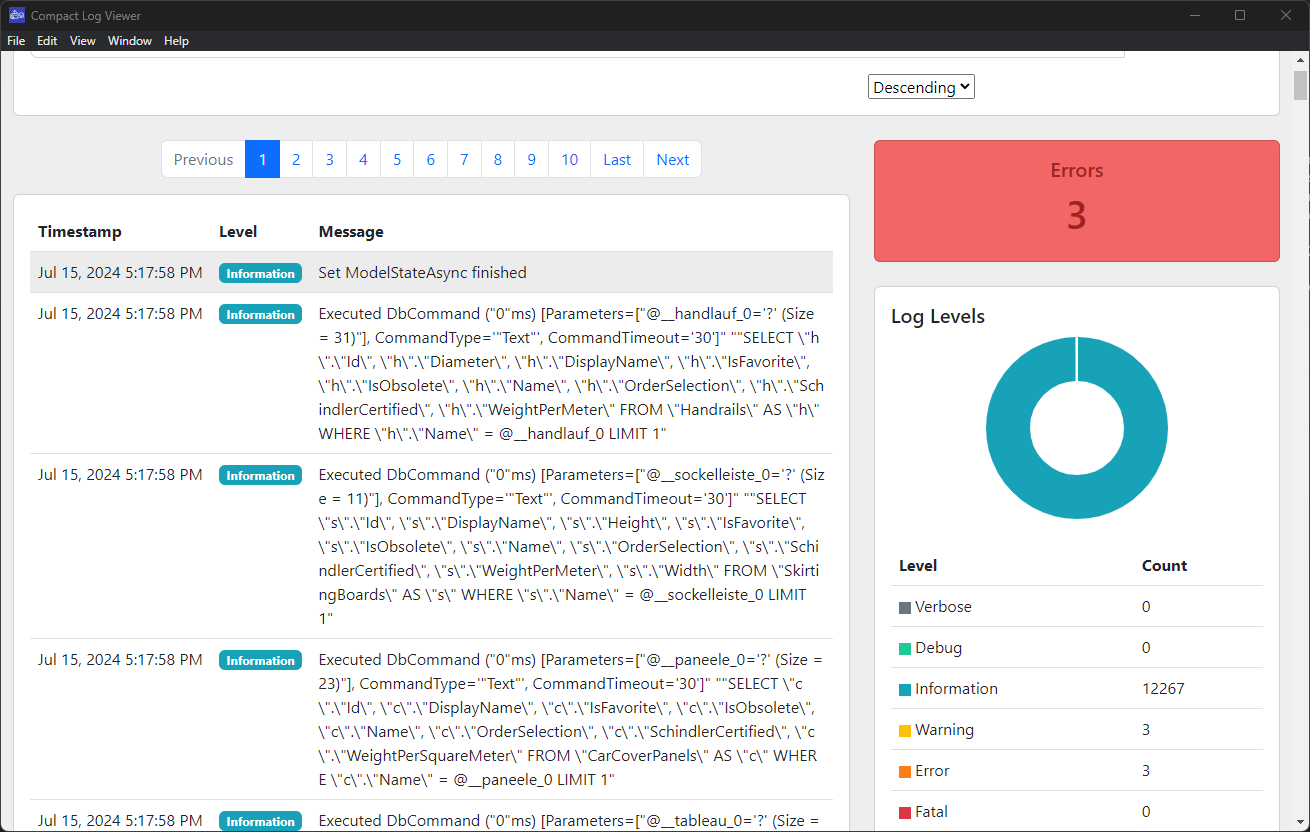 Compact Log Viewer
File Edit View Window Help
Descending
Previous 1 2 3 4 5 6 7 8 9 10 Last Next
Timestamp Level Message
Jul 15, 2024 5:17:58 PM Information Set ModelStateAsync finished
Jul 15, 2024 5:17:58 PM Information Executed DbCommand ("0"ms) [Parameters=["@__handlauf_0='?' (Size
= 31)"], CommandType='"Text"', CommandTimeout='30']" ""SELECT \"h
\".\"Id\", \"h\".\"Diameter\", \"h\".\"DisplayName\", \"h\".\"IsFavorite\",
\"h\".\"IsObsolete\", \"h\".\"Name\", \"h\".\"OrderSelection\", \"h\".\"Sch
indlerCertified\", \"h\".\"WeightPerMeter\" FROM \"Handrails\" AS \"h\"
WHERE \"h\".\"Name\" = @__handlauf_0 LIMIT 1"
Jul 15, 2024 5:17:58 PM Information Executed DbCommand ("0"ms) [Parameters=["@__sockelleiste_0='?' (Siz
e = 11)"], CommandType='"Text"', CommandTimeout='30']" ""SELECT
\"s\".\"Id\", \"s\".\"DisplayName\", \"s\".\"Height\", \"s\".\"IsFavorite\",
\"s\".\"IsObsolete\", \"s\".\"Name\", \"s\".\"OrderSelection\", \"s\".\"Schi
ndlerCertified\", \"s\".\"WeightPerMeter\", \"s\".\"Width\" FROM \"Skirti
ngBoards\" AS \"s\" WHERE \"s\".\"Name\" = @__sockelleiste_0 LIMIT
1"
Jul 15, 2024 5:17:58 PM Information Executed DbCommand ("0"ms) [Parameters=["@__paneele_0='?' (Size =
23)"], CommandType='"Text"', CommandTimeout='30']" ""SELECT \"c
\".\"Id\", \"c\".\"DisplayName\", \"c\".\"IsFavorite\", \"c\".\"IsObsolete\",
\"c\".\"Name\", \"c\".\"OrderSelection\", \"c\".\"SchindlerCertified\", \"c
\".\"WeightPerSquareMeter\" FROM \"CarCoverPanels\" AS \"c\" WHER
E \"c\".\"Name\" = @__paneele_0 LIMIT 1"
Jul 15, 2024 5:17:58 PM Information Executed DbCommand ("0"ms) [Parameters=["@__tableau_0='?' (Size =
Errors
3
Log Levels
Level Count
Verbose 0
Debug 0
Information 12267
Warning 3
Error 3
Fatal 0